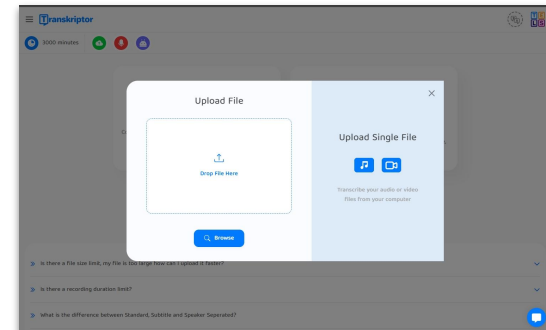 Transkriptor
3000 minutes
Upload File
Drop File Here
Browse
Upload Single File
Transcribe your audio or video
files from your computer
Is there a file size limit, my file is too large how can I upload it faster?
Is there a recording duration limit?
What is the difference between Standard, Subtitle and Speaker Seperated?